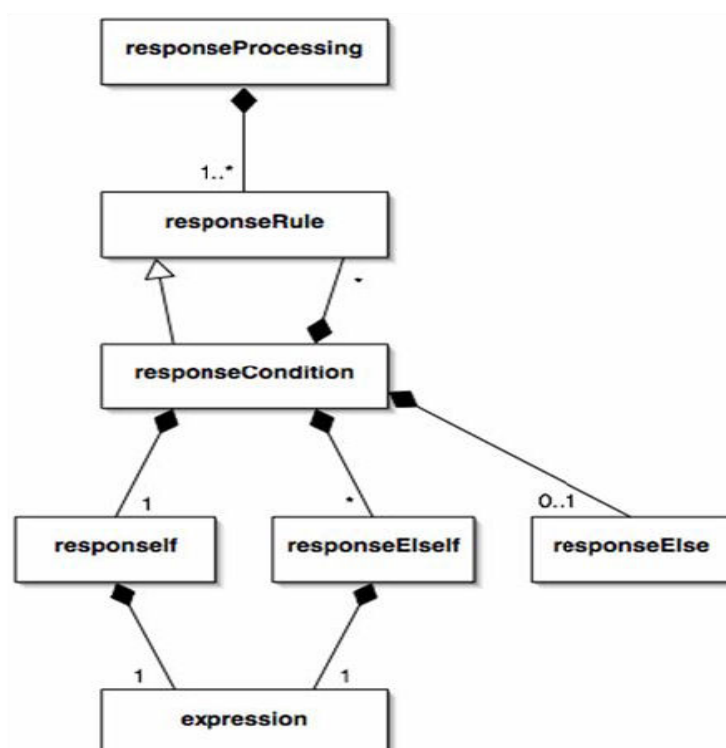 responseProcessing
1..*
responseRule
*
responseCondition
1
*
0..1
responseIf
responseElseIf
responseElse
1
1
expression